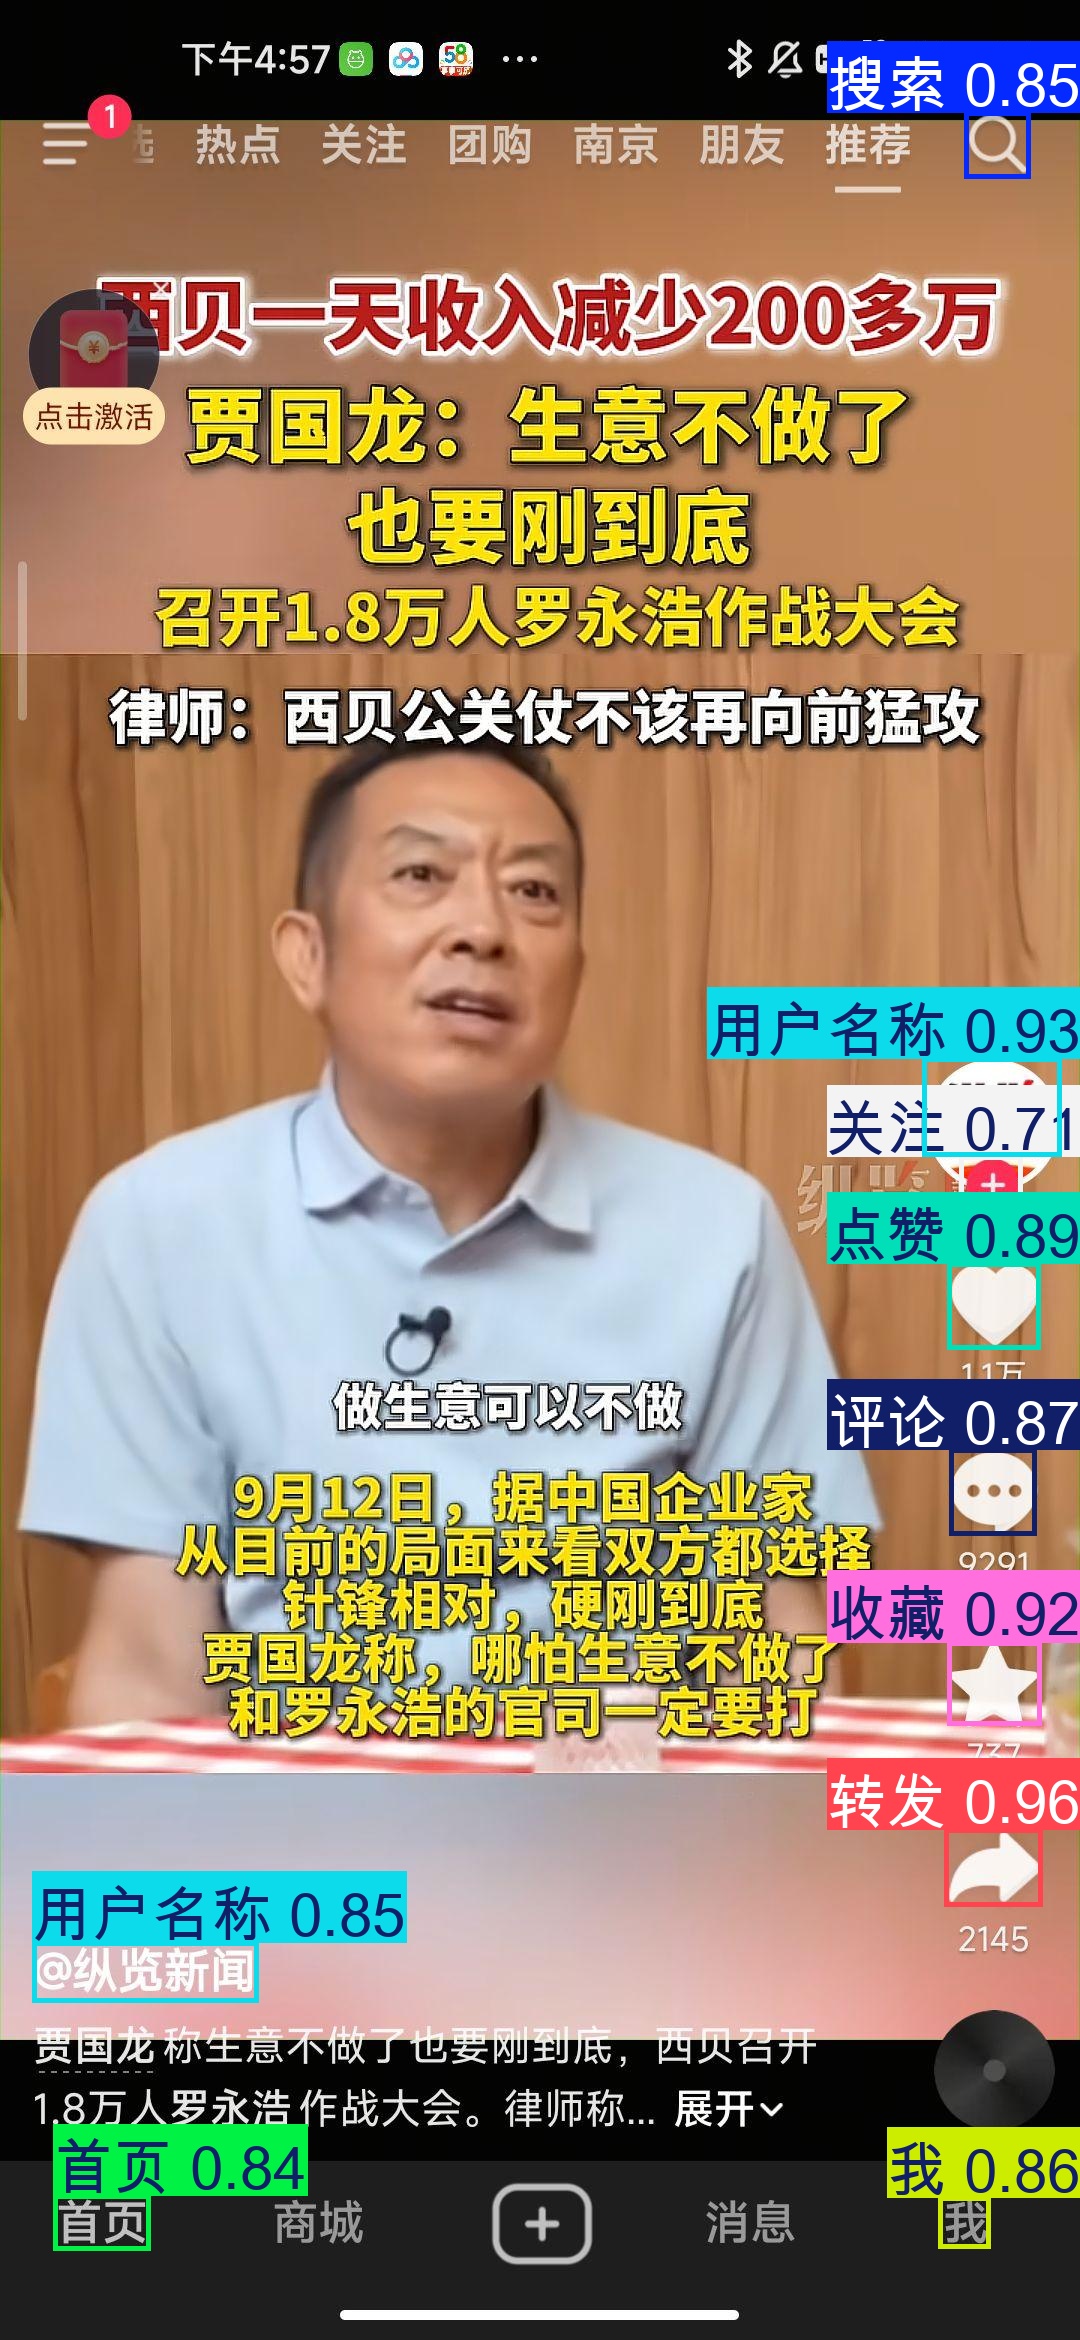 下午4:57
58
搜索 0.85
1
热点 关注 团购 南京 朋友 推荐
西贝一天收入减少200多万
点击激活
贾国龙：生意不做了
也要刚到底
召开1.8万人罗永浩作战大会
律师：西贝公关仗不该再向前猛攻
用户名称 0.93
关注 0.71
纵览
点赞 0.89
1.1万
做生意可以不做
评论 0.87
9月12日，据中国企业家
从目前的局面来看双方都选择
9291
针锋相对，硬刚到底
收藏 0.92
贾国龙称，哪怕生意不做了
和罗永浩的官司一定要打
737
转发 0.96
用户名称 0.85
2145
@纵览新闻
贾国龙称生意不做了也要刚到底，西贝召开
1.8万人罗永浩作战大会。律师称... 展开
首页 0.84
我 0.86
首页 商城 消息 我